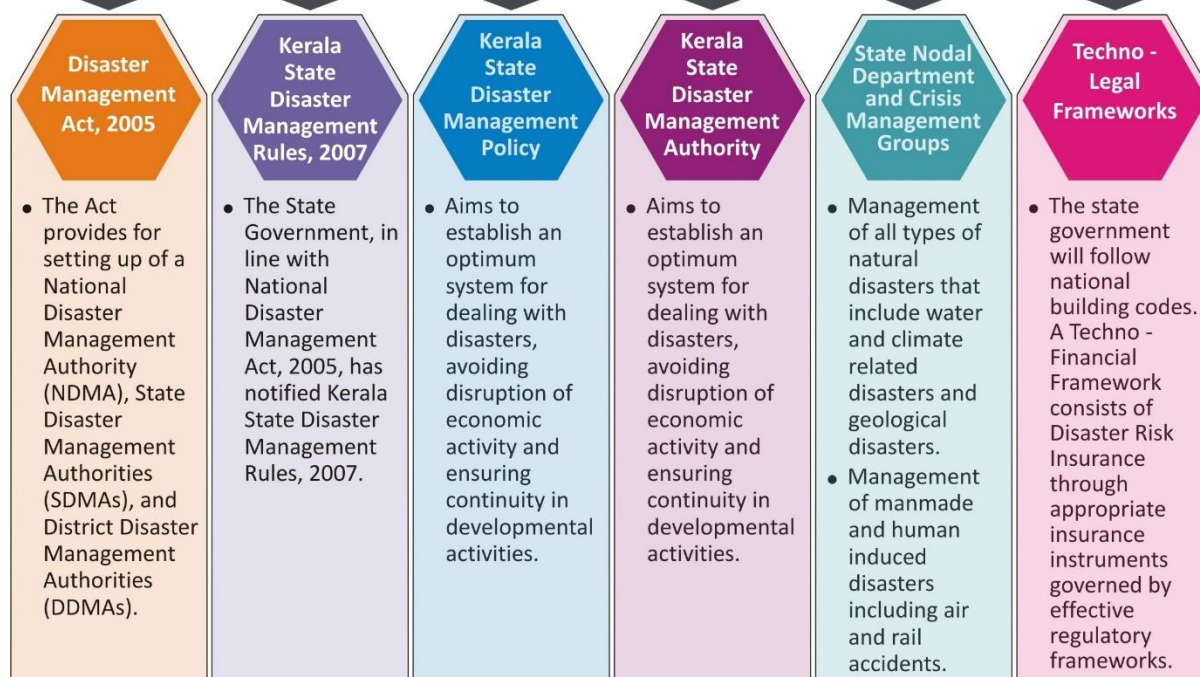 Disaster
Management
Act, 2005
• The Act
provides for
setting up of a
National
Disaster
Management
Authority
(NDMA), State
Disaster
Management
Authorities
(SDMAs), and
District Disaster
Management
Authorities
(DDMAs).
Kerala
State
Disaster
Management
Rules, 2007
• The State
Government, in
line with
National
Disaster
Management
Act, 2005, has
notified Kerala
State Disaster
Management
Rules, 2007.
Kerala
State
Disaster
Management
Policy
• Aims to
establish an
optimum
system for
dealing with
disasters,
avoiding
disruption of
economic
activity and
ensuring
continuity in
developmental
activities.
Kerala
State
Disaster
Management
Authority
• Aims to
establish an
optimum
system for
dealing with
disasters,
avoiding
disruption of
economic
activity and
ensuring
continuity in
developmental
activities.
State Nodal
Department
and Crisis
Management
Groups
• Management
of all types of
natural
disasters that
include water
and climate
related
disasters and
geological
disasters.
• Management
of manmade
and human
induced
disasters
including air
and rail
accidents.
Techno -
Legal
Frameworks
• The state
government
will follow
national
building codes.
A Techno -
Financial
Framework
consists of
Disaster Risk
Insurance
through
appropriate
insurance
instruments
governed by
effective
regulatory
frameworks.